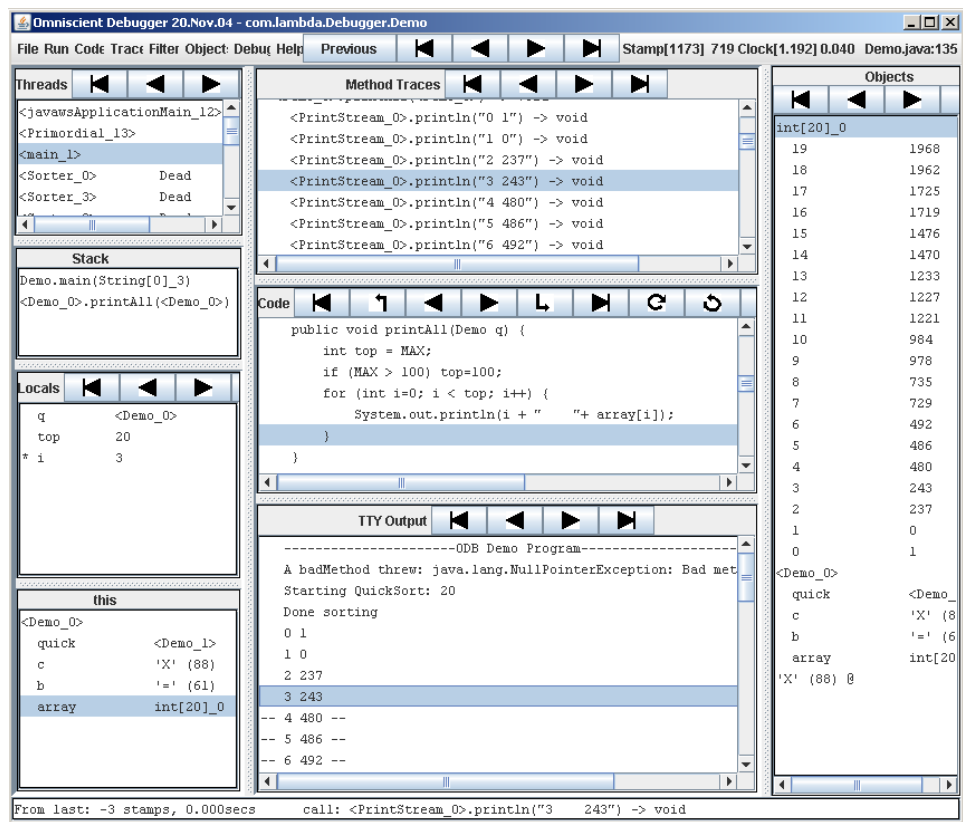 Omniscient Debugger 20.Nov.04 - com.lambda.Debugger.Demo
File Run Code Trace Filter Object: Debug Help Previous Stamp[1173] 719 Clock[1.192] 0.040 Demo.java:135
Threads
<javawsApplicationMain_12>
<Primordial_13>
<main_1>
<Sorter_0> Dead
<Sorter_3> Dead
Stack
Demo.main(String[0]_3)
<Demo_0>.printAll(<Demo_0>)
Locals
q <Demo_0>
top 20
* i 3
this
<Demo_0>
quick <Demo_1>
c 'X' (88)
b '=' (61)
array int[20]_0
Method Traces
<PrintStream_0>.println("0 1") -> void
<PrintStream_0>.println("1 0") -> void
<PrintStream_0>.println("2 237") -> void
<PrintStream_0>.println("3 243") -> void
<PrintStream_0>.println("4 480") -> void
<PrintStream_0>.println("5 486") -> void
<PrintStream_0>.println("6 492") -> void
Code
public void printAll(Demo q) {
int top = MAX;
if (MAX > 100) top=100;
for (int i=0; i < top; i++) {
System.out.println(i + "    "+ array[i]);
}
}
TTY Output
----------------------ODB Demo Program--------------------
A badMethod threw: java.lang.NullPointerException: Bad met
Starting QuickSort: 20
Done sorting
0 1
1 0
2 237
3 243
-- 4 480 --
-- 5 486 --
-- 6 492 --
Objects
int[20]_0
19 1968
18 1962
17 1725
16 1719
15 1476
14 1470
13 1233
12 1227
11 1221
10 984
9 978
8 735
7 729
6 492
5 486
4 480
3 243
2 237
1 0
0 1
<Demo_0>
quick <Demo_
c 'X' (8
b '=' (6
array int[20
'X' (88) @
From last: -3 stamps, 0.000secs call: <PrintStream_0>.println("3    243") -> void